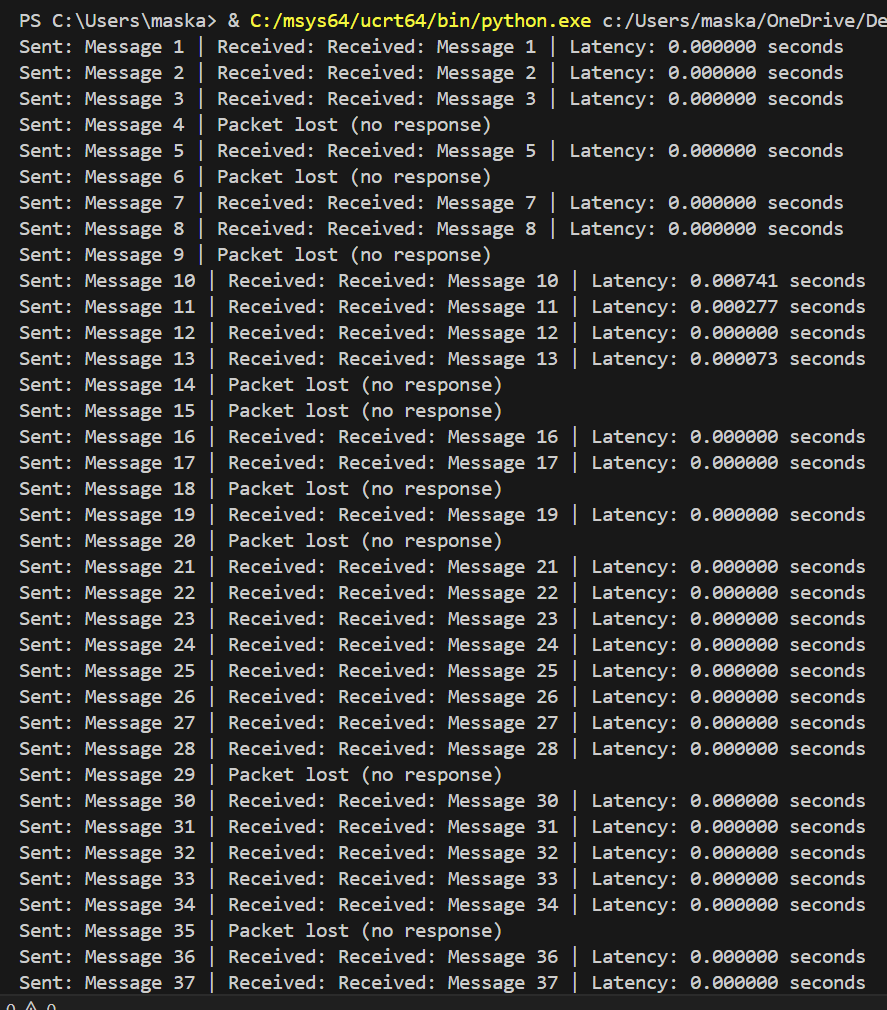 PS C:\Users\maska> & C:/msys64/ucrt64/bin/python.exe c:/Users/maska/OneDrive/De
Sent: Message 1 | Received: Received: Message 1 | Latency: 0.000000 seconds
Sent: Message 2 | Received: Received: Message 2 | Latency: 0.000000 seconds
Sent: Message 3 | Received: Received: Message 3 | Latency: 0.000000 seconds
Sent: Message 4 | Packet lost (no response)
Sent: Message 5 | Received: Received: Message 5 | Latency: 0.000000 seconds
Sent: Message 6 | Packet lost (no response)
Sent: Message 7 | Received: Received: Message 7 | Latency: 0.000000 seconds
Sent: Message 8 | Received: Received: Message 8 | Latency: 0.000000 seconds
Sent: Message 9 | Packet lost (no response)
Sent: Message 10 | Received: Received: Message 10 | Latency: 0.000741 seconds
Sent: Message 11 | Received: Received: Message 11 | Latency: 0.000277 seconds
Sent: Message 12 | Received: Received: Message 12 | Latency: 0.000000 seconds
Sent: Message 13 | Received: Received: Message 13 | Latency: 0.000073 seconds
Sent: Message 14 | Packet lost (no response)
Sent: Message 15 | Packet lost (no response)
Sent: Message 16 | Received: Received: Message 16 | Latency: 0.000000 seconds
Sent: Message 17 | Received: Received: Message 17 | Latency: 0.000000 seconds
Sent: Message 18 | Packet lost (no response)
Sent: Message 19 | Received: Received: Message 19 | Latency: 0.000000 seconds
Sent: Message 20 | Packet lost (no response)
Sent: Message 21 | Received: Received: Message 21 | Latency: 0.000000 seconds
Sent: Message 22 | Received: Received: Message 22 | Latency: 0.000000 seconds
Sent: Message 23 | Received: Received: Message 23 | Latency: 0.000000 seconds
Sent: Message 24 | Received: Received: Message 24 | Latency: 0.000000 seconds
Sent: Message 25 | Received: Received: Message 25 | Latency: 0.000000 seconds
Sent: Message 26 | Received: Received: Message 26 | Latency: 0.000000 seconds
Sent: Message 27 | Received: Received: Message 27 | Latency: 0.000000 seconds
Sent: Message 28 | Received: Received: Message 28 | Latency: 0.000000 seconds
Sent: Message 29 | Packet lost (no response)
Sent: Message 30 | Received: Received: Message 30 | Latency: 0.000000 seconds
Sent: Message 31 | Received: Received: Message 31 | Latency: 0.000000 seconds
Sent: Message 32 | Received: Received: Message 32 | Latency: 0.000000 seconds
Sent: Message 33 | Received: Received: Message 33 | Latency: 0.000000 seconds
Sent: Message 34 | Received: Received: Message 34 | Latency: 0.000000 seconds
Sent: Message 35 | Packet lost (no response)
Sent: Message 36 | Received: Received: Message 36 | Latency: 0.000000 seconds
Sent: Message 37 | Received: Received: Message 37 | Latency: 0.000000 seconds